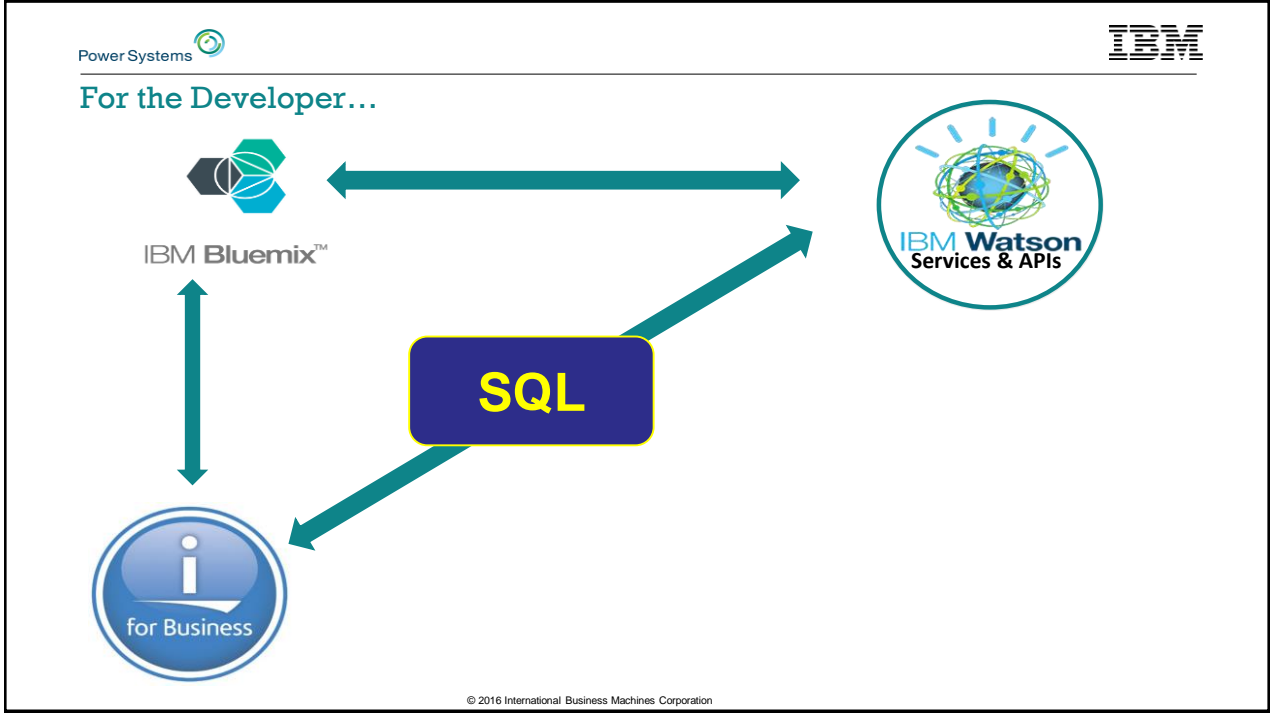 Power Systems
IBM
For the Developer...
IBM Bluemix™
IBM Watson
Services & APIs
SQL
i
for Business
© 2016 International Business Machines Corporation